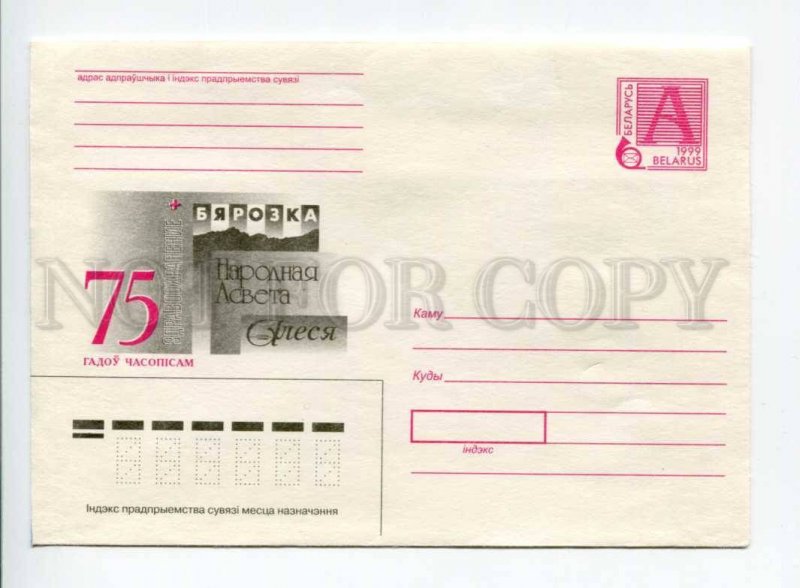 адрас адпраўшчыка і індэкс прадпрыемства сувязі
БЕЛАРУСЬ
A
1999
BELARUS
БЯРОЗКА
ЗДРАВООХРАНЕНИЕ
Народная
Асвета
Алеся
75
ГАДОЎ ЧАСОПІСАМ
NOT FOR COPY
Каму
Куды
індэкс
Індэкс прадпрыемства сувязі месца назначэння